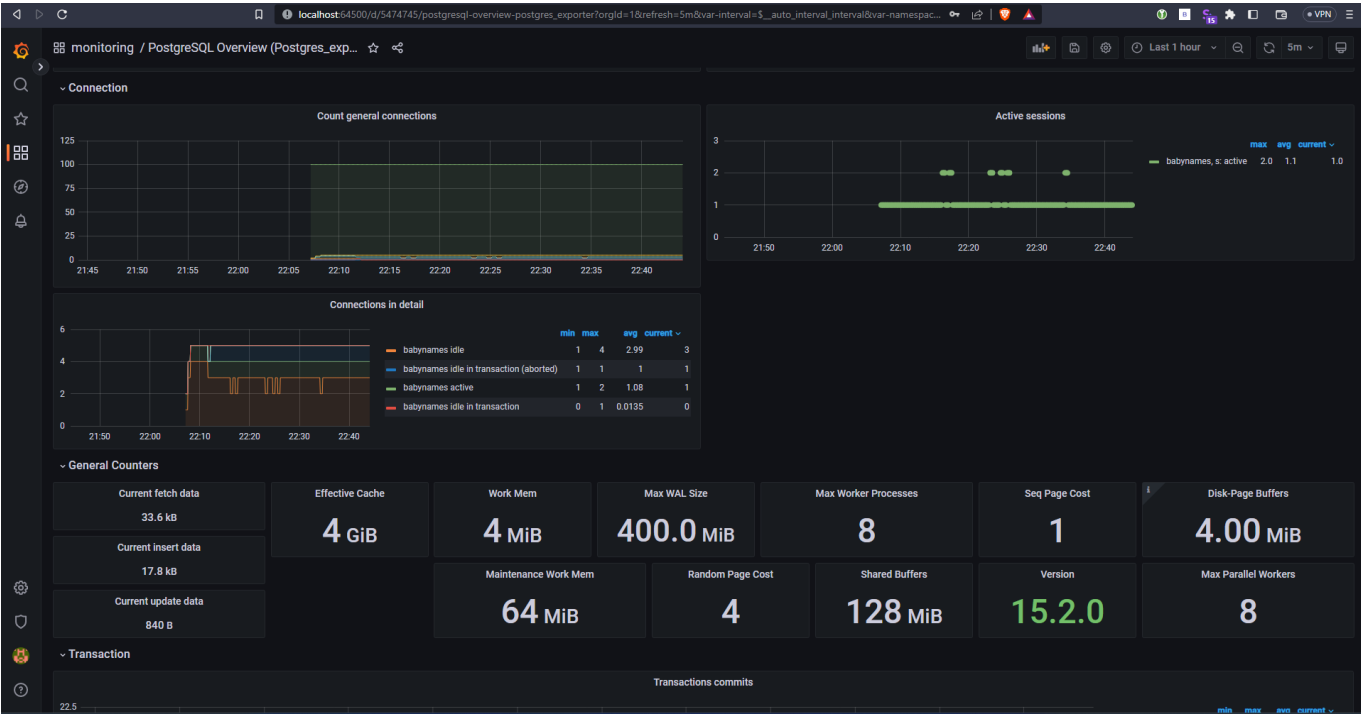 localhost:64500/d/5474745/postgresql-overview-postgres_exporter?orgId=1&refresh=5m&var-interval=$__auto_interval_interval&var-namespac...
15
VPN
monitoring / PostgreSQL Overview (Postgres_exp...
Last 1 hour
5m
Connection
Count general connections
125
100
75
50
25
0
21:45 21:50 21:55 22:00 22:05 22:10 22:15 22:20 22:25 22:30 22:35 22:40
Active sessions
3
2
1
0
21:50 22:00 22:10 22:20 22:30 22:40
max avg current
babynames, s: active 2.0 1.1 1.0
Connections in detail
6
4
2
0
21:50 22:00 22:10 22:20 22:30 22:40
min max avg current
babynames idle 1 4 2.99 3
babynames idle in transaction (aborted) 1 1 1 1
babynames active 1 2 1.08 1
babynames idle in transaction 0 1 0.0135 0
General Counters
Current fetch data
33.6 kB
Current insert data
17.8 kB
Current update data
840 B
Effective Cache
4 GiB
Work Mem
4 MiB
Max WAL Size
400.0 MiB
Max Worker Processes
8
Seq Page Cost
1
i
Disk-Page Buffers
4.00 MiB
Maintenance Work Mem
64 MiB
Random Page Cost
4
Shared Buffers
128 MiB
Version
15.2.0
Max Parallel Workers
8
Transaction
Transactions commits
22.5
min max avg current